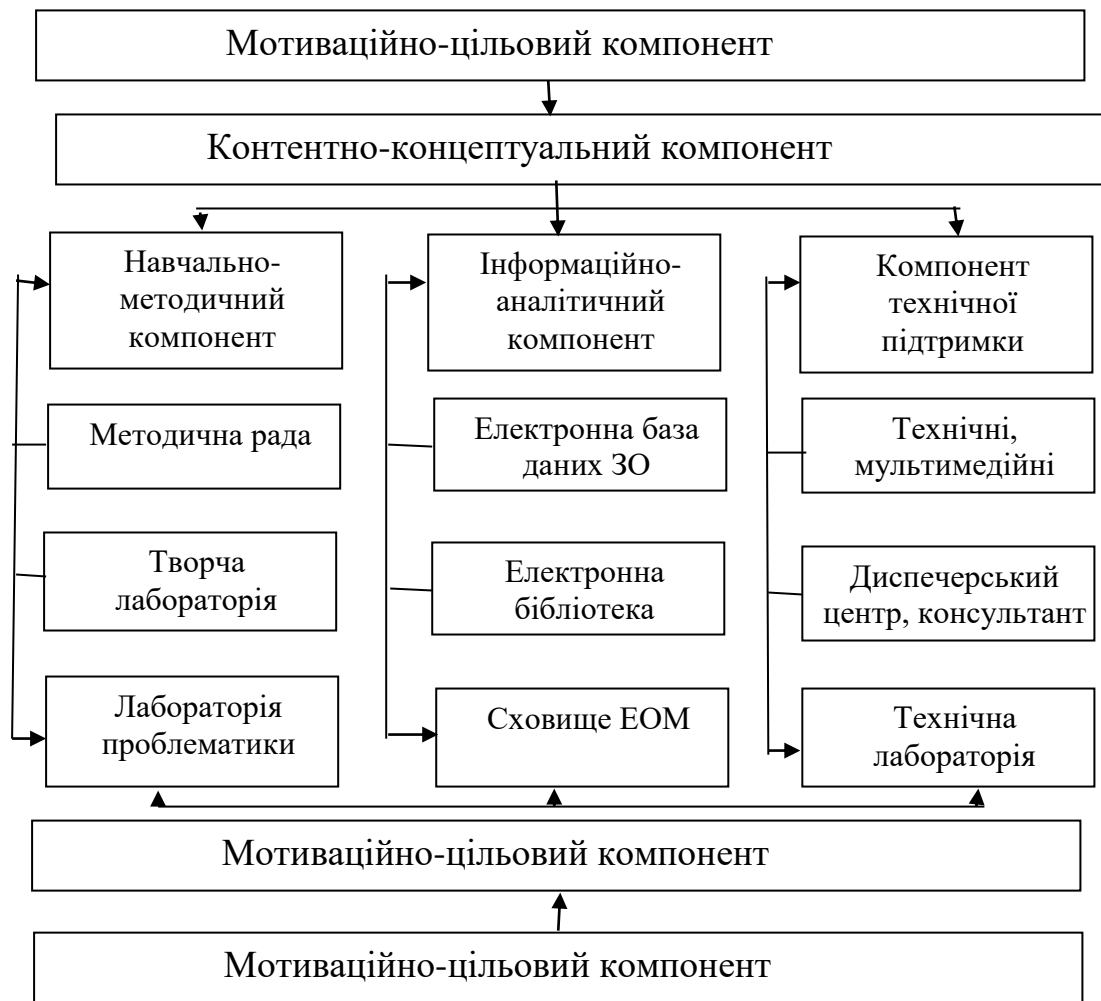 Мотиваційно-цільовий компонент
Контентно-концептуальний компонент
Навчально-
методичний
компонент
Інформаційно-
аналітичний
компонент
Компонент
технічної
підтримки
Методична рада
Електронна база
даних ЗО
Технічні,
мультимедійні
Творча
лабораторія
Електронна
бібліотека
Диспечерський
центр, консультант
Лабораторія
проблематики
Сховище ЕОМ
Технічна
лабораторія
Мотиваційно-цільовий компонент
Мотиваційно-цільовий компонент